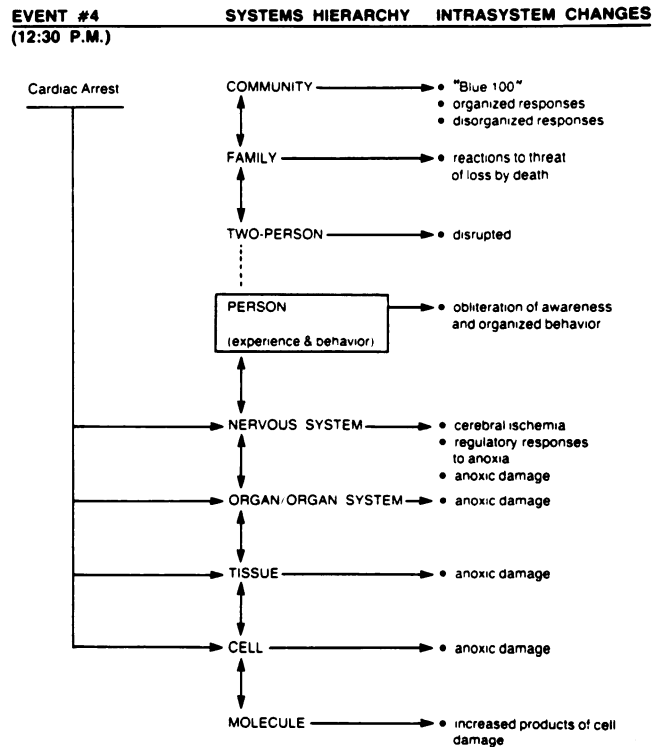 EVENT #4 SYSTEMS HIERARCHY INTRASYSTEM CHANGES
(12:30 P.M.)
Cardiac Arrest
COMMUNITY
• "Blue 100"
• organized responses
• disorganized responses
FAMILY
• reactions to threat
of loss by death
TWO-PERSON
• disrupted
PERSON
(experience & behavior)
• obliteration of awareness
and organized behavior
NERVOUS SYSTEM
• cerebral ischemia
• regulatory responses
to anoxia
• anoxic damage
ORGAN/ORGAN SYSTEM
• anoxic damage
TISSUE
• anoxic damage
CELL
• anoxic damage
MOLECULE
• increased products of cell
damage